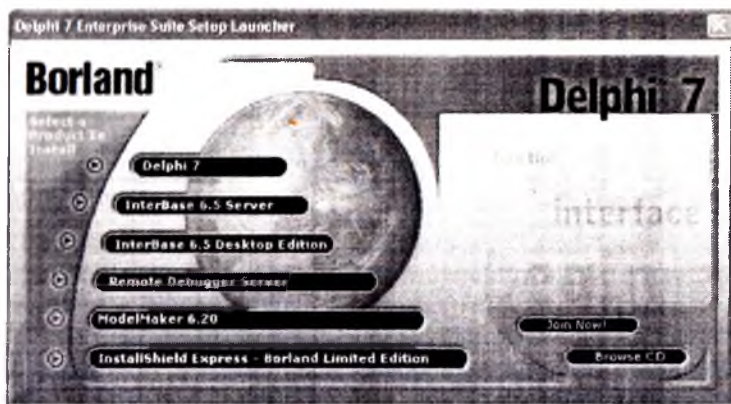 Delphi 7 Enterprise Suite Setup Launcher
Borland
Delphi 7
Select a
Product To
Install
Delphi 7
InterBase 6.5 Server
InterBase 6.5 Desktop Edition
Remote Debugger Server
ModelMaker 6.20
InstallShield Express - Borland Limited Edition
interface
Join Now!
Browse CD